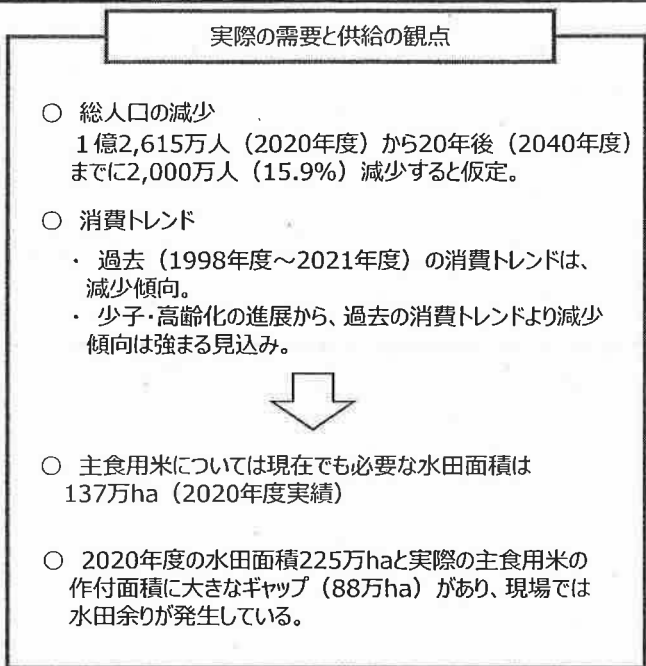 実際の需要と供給の観点
○ 総人口の減少
1億2,615万人（2020年度）から20年後（2040年度）
までに2,000万人（15.9%）減少すると仮定。
○ 消費トレンド
・ 過去（1998年度～2021年度）の消費トレンドは、
減少傾向。
・ 少子・高齢化の進展から、過去の消費トレンドより減少
傾向は強まる見込み。
○ 主食用米については現在でも必要な水田面積は
137万ha（2020年度実績）
○ 2020年度の水田面積225万haと実際の主食用米の
作付面積に大きなギャップ（88万ha）があり、現場では
水田余りが発生している。